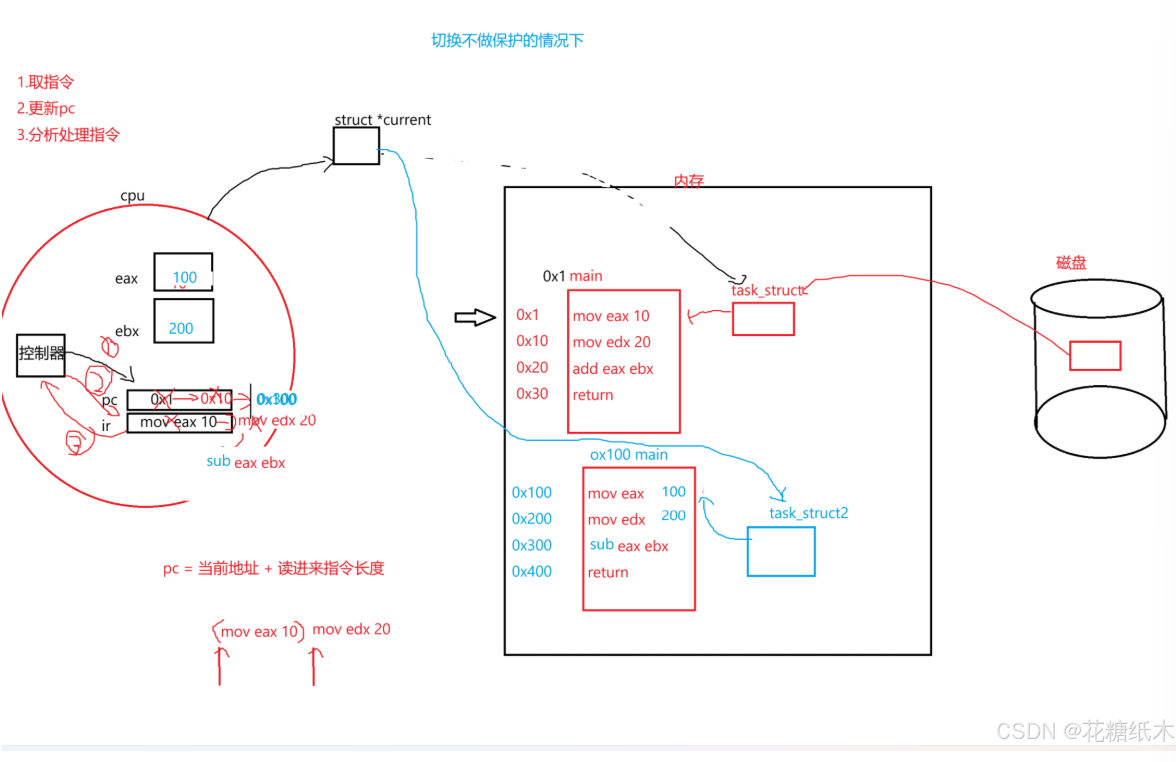 切换不做保护的情况下
1.取指令
2.更新pc
3.分析处理指令
struct *current
cpu
内存
磁盘
eax
100
ebx
200
控制器
pc
0x1
0x10
ir
mov eax 10
mov edx 20
sub eax ebx
0x1 main
task_struct
0x1 mov eax 10
0x10 mov edx 20
0x20 add eax ebx
0x30 return
ox100 main
0x100 mov eax 100
0x200 mov edx 200
0x300 sub eax ebx
0x400 return
task_struct2
pc = 当前地址 + 读进来指令长度
(mov eax 10) mov edx 20
CSDN @花糖纸木